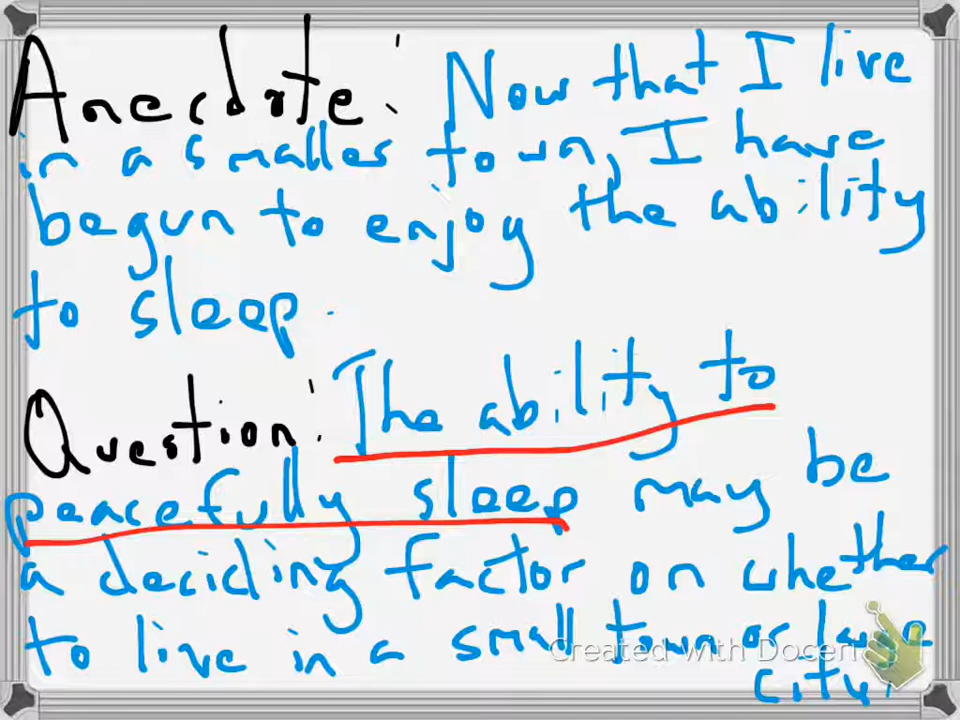 Anecdote: Now that I live
in a smaller town, I have
begun to enjoy the ability
to sleep.
Question: The ability to
peacefully sleep may be
a deciding factor on whether
to live in a small town or large
city.
Created with Doceri